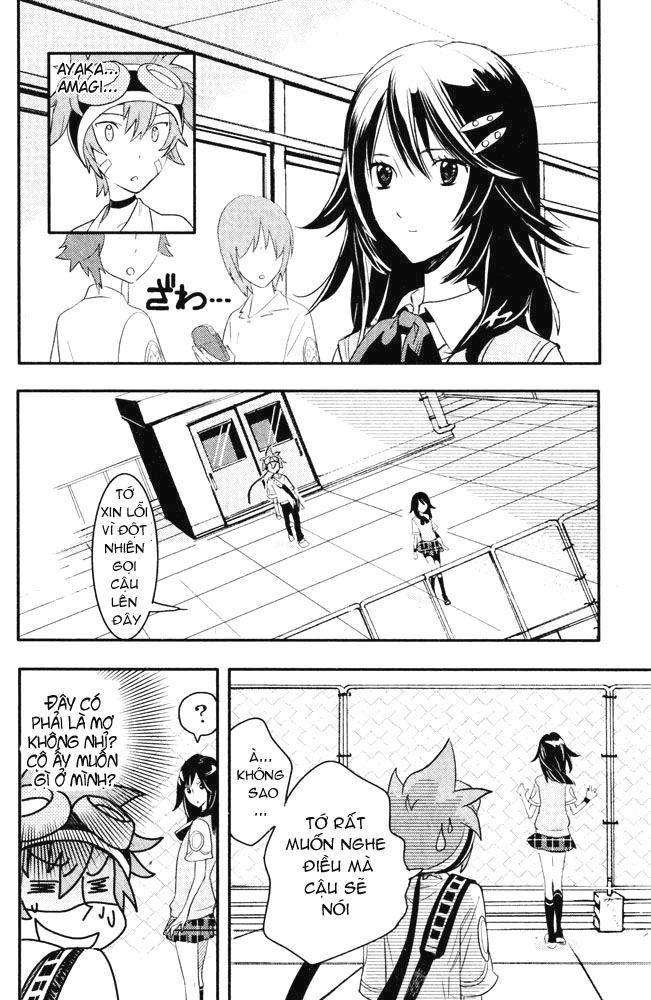 AYAKA...
AMAGI...
ざわ...
TỚ
XIN LỖI
VÌ ĐỘT
NHIÊN
GỌI
CẬU
LÊN
ĐÂY
À...
KHÔNG
SAO
...
TỚ RẤT
MUỐN NGHE
ĐIỀU MÀ
CẬU SẼ
NÓI
?
ĐÂY CÓ
PHẢI LÀ MƠ
KHÔNG NHỈ?
CÔ ẤY MUỐN
GÌ Ở MÌNH?